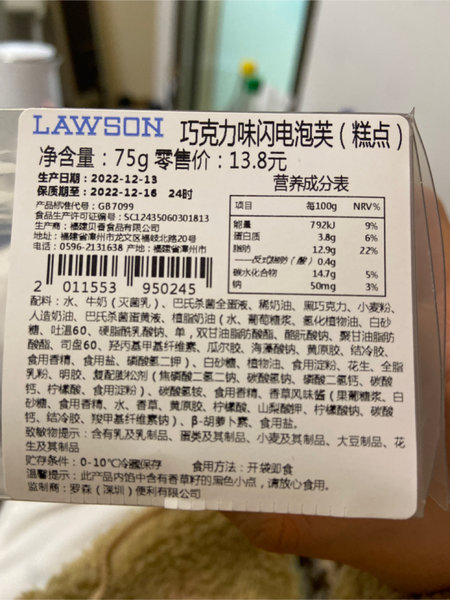 LAWSON 巧克力味闪电泡芙(糕点)
净含量:75g 零售价:13.8元
生产日期:2022-12-13
保质期至:2022-12-16 24时
产品标准代号:GB7099
食品生产许可证编号:SC12435060301813
生产商:福建贝香食品有限公司
地址:福建省漳州市龙文区福岐北路20号
电话:0596-2131638 产地:福建省漳州市
2 011553 950245
营养成分表
项目 每100g NRV%
能量 792kJ 9%
蛋白质 3.8g 6%
脂肪 12.9g 22%
——反式脂肪(酸) 0.4g
碳水化合物 14.7g 5%
钠 50mg 3%
配料:水、牛奶(灭菌乳)、巴氏杀菌全蛋液、稀奶油、黑巧克力、小麦粉、
人造奶油、巴氏杀菌蛋黄液、植脂奶油(水、葡萄糖浆、氢化植物油、白砂
糖、吐温60、硬脂酰乳酸钠、单,双甘油脂肪酸酯、酪朊酸钠、聚甘油脂肪
酸酯、司盘60、羟丙基甲基纤维素、瓜尔胶、海藻酸钠、黄原胶、结冷胶、
食用香精、食用盐、磷酸氢二钾)、白砂糖、植物油、食用淀粉、花生、全脂
乳粉、明胶、复配膨松剂(焦磷酸二氢二钠、碳酸氢钠、磷酸二氢钙、碳酸
钙、柠檬酸、食用淀粉)、碳酸氢铵、食用香精、香草风味酱(果葡糖浆、白
砂糖、食用香精、水、香草、黄原胶、柠檬酸、山梨酸钾、柠檬酸钠、碳酸
钙、结冷胶、羧甲基纤维素钠)、β-胡萝卜素、食用盐。
致敏物提示:含有乳及乳制品、蛋类及其制品、小麦及其制品、大豆制品、花
生及其制品
贮存条件:0-10℃冷藏保存 食用方法:开袋即食
温馨提示:此产品内馅中含有香草籽的黑色小点,请放心食用。
监制商:罗森(深圳)便利有限公司